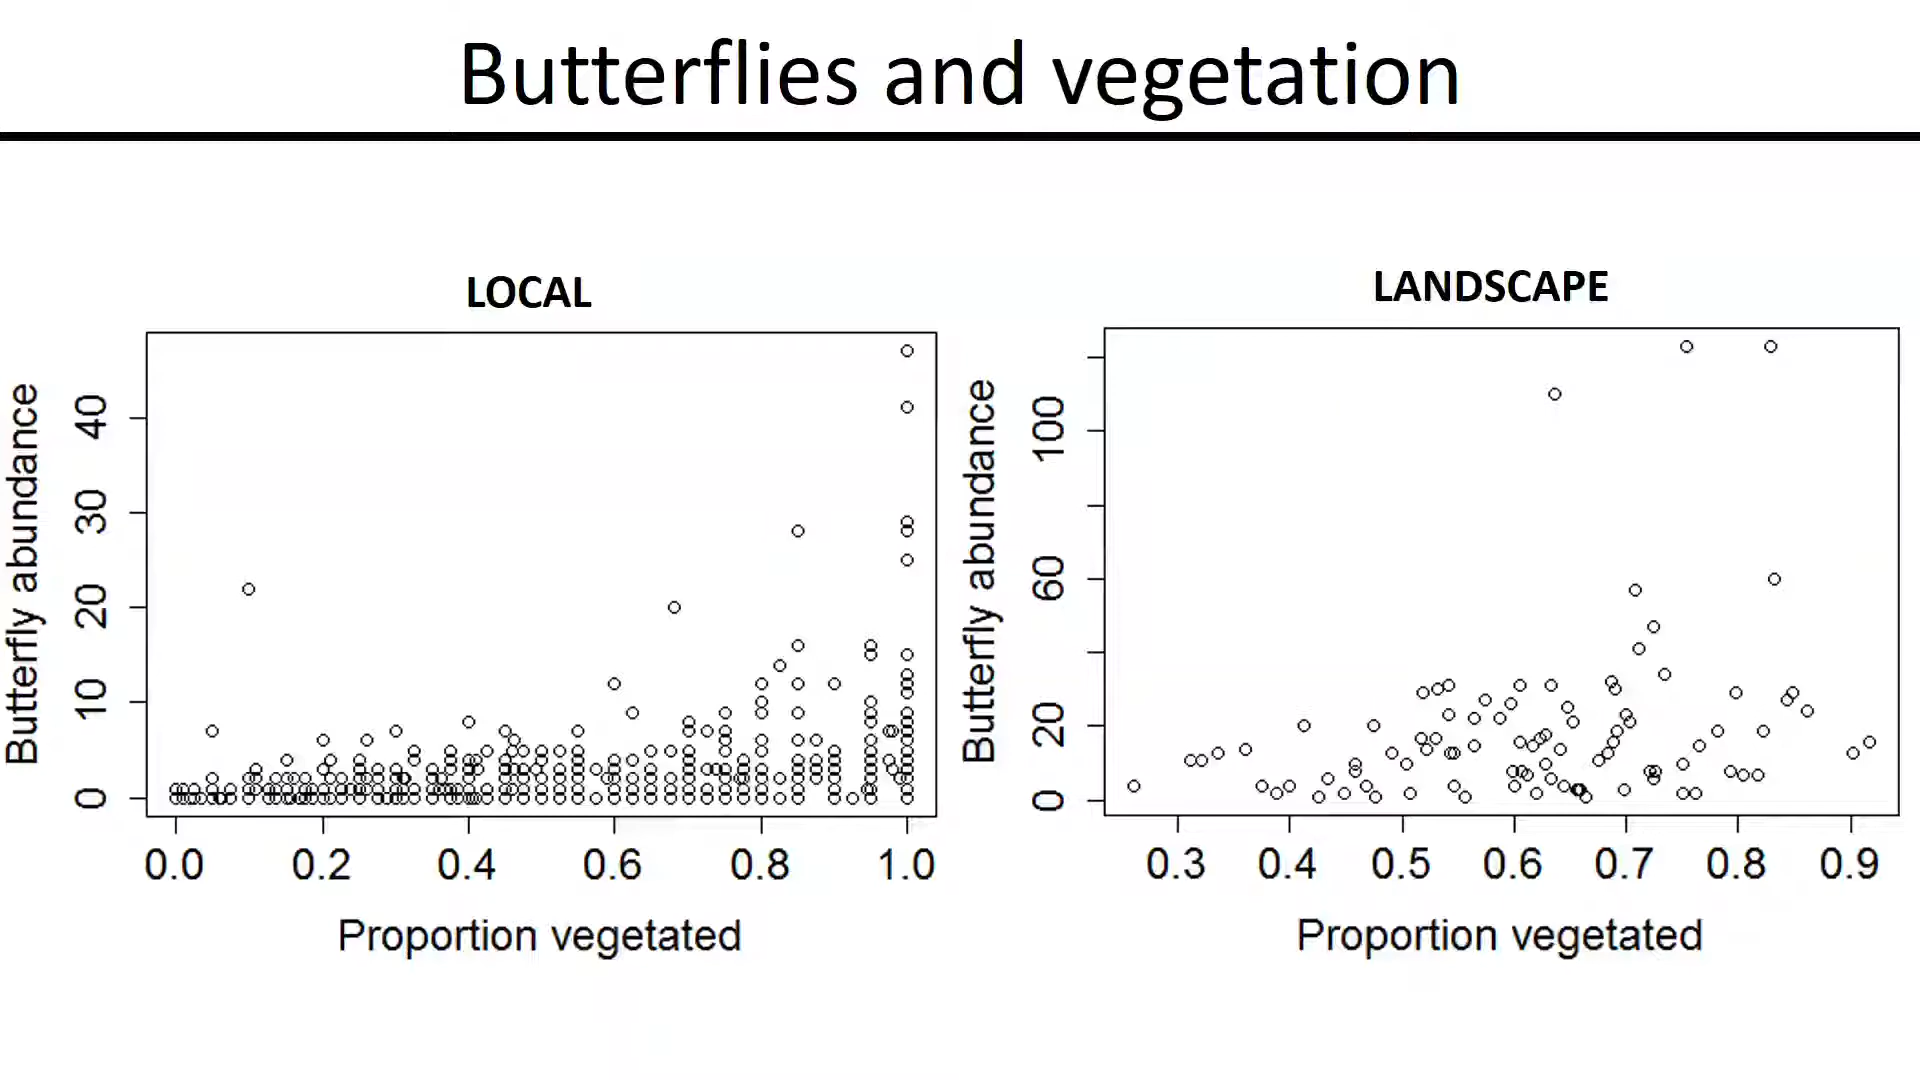 Butterflies and vegetation
LOCAL
Butterfly abundance
0 10 20 30 40
0.0 0.2 0.4 0.6 0.8 1.0
Proportion vegetated
LANDSCAPE
Butterfly abundance
0 20 60 100
0.3 0.4 0.5 0.6 0.7 0.8 0.9
Proportion vegetated